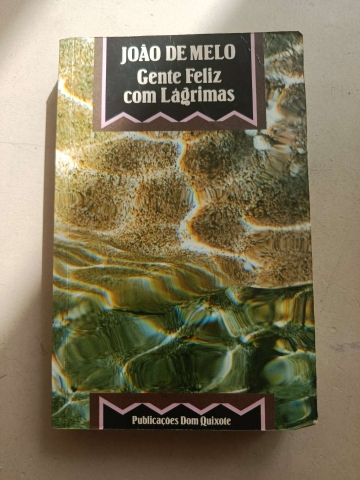 JOÃO DE MELO
Gente Feliz
com Lágrimas
Publicações Dom Quixote